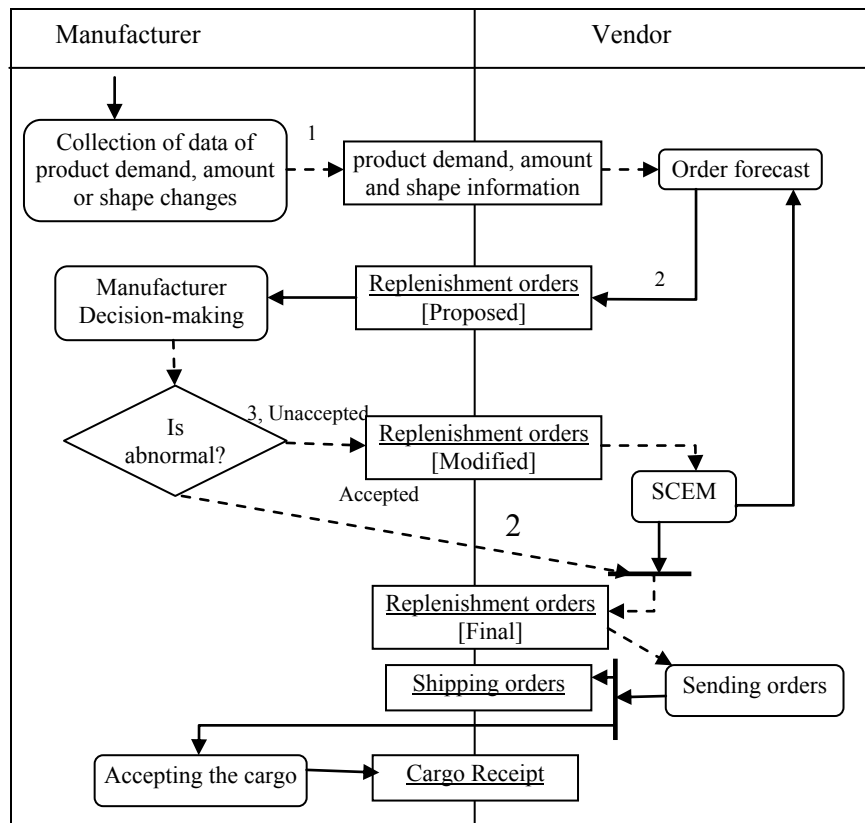 Manufacturer
Vendor
Collection of data of
product demand, amount
or shape changes
1
product demand, amount
and shape information
Order forecast
Manufacturer
Decision-making
Replenishment orders
[Proposed]
2
Is
abnormal?
3, Unaccepted
Replenishment orders
[Modified]
SCEM
Accepted
2
Replenishment orders
[Final]
Shipping orders
Sending orders
Accepting the cargo
Cargo Receipt